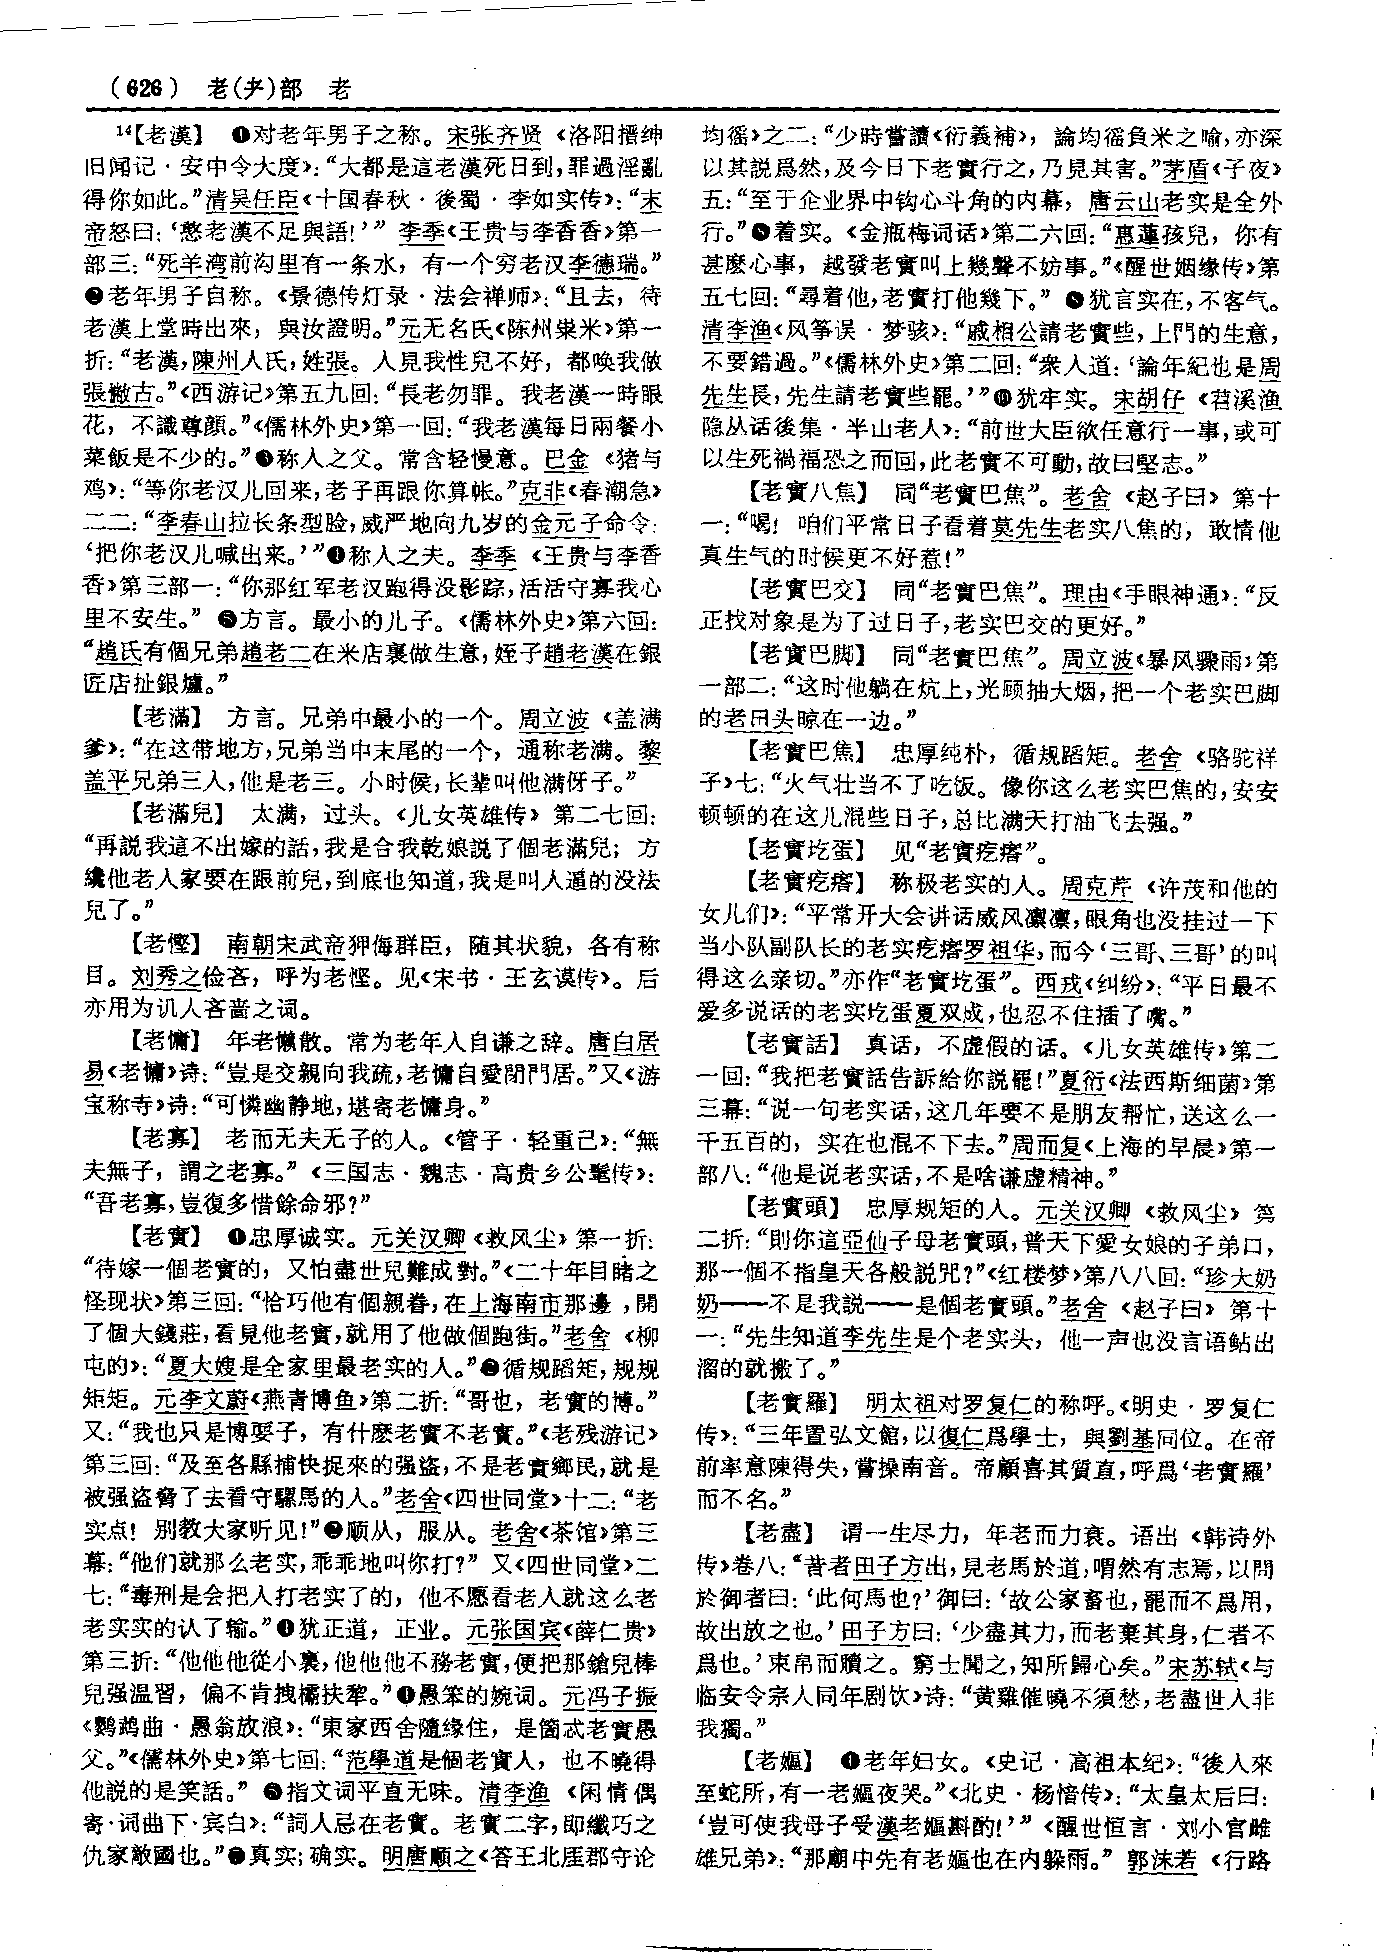 (626) 老(耂)部 老
14【老漢】 ❶对老年男子之称。宋张齐贤《洛阳搢绅
旧闻记·安中令大度》：“大都是這老漢死日到，罪過淫亂
得你如此。”清吴任臣《十国春秋·後蜀·李如实传》：“末
帝怒曰：‘憨老漢不足與語！’” 李季《王贵与李香香》第一
部三：“死羊湾前沟里有一条水，有一个穷老汉李德瑞。”
❷老年男子自称。《景德传灯录·法会禅师》：“且去，待
老漢上堂時出來，與汝證明。”元无名氏《陈州粜米》第一
折：“老漢，陳州人氏，姓張。人見我性兒不好，都唤我做
張㦽古。”《西游记》第五九回：“長老勿罪。我老漢一時眼
花，不識尊顔。”《儒林外史》第一回：“我老漢每日兩餐小
菜飯是不少的。”❸称人之父。常含轻慢意。巴金《猪与
鸡》：“等你老汉儿回来，老子再跟你算帐。”克非《春潮急》
二二：“李春山拉长条型脸，威严地向九岁的金元子命令：
‘把你老汉儿喊出来。’”❹称人之夫。李季《王贵与李香
香》第三部一：“你那红军老汉跑得没影踪，活活守寡我心
里不安生。” ❺方言。最小的儿子。《儒林外史》第六回：
“趙氏有個兄弟趙老二在米店裏做生意，姪子趙老漢在銀
匠店扯銀爐。”
【老滿】 方言。兄弟中最小的一个。周立波《盖满
爹》：“在这带地方，兄弟当中末尾的一个，通称老满。黎
盖平兄弟三人，他是老三。小时候，长辈叫他满伢子。”
【老滿兒】 太满，过头。《儿女英雄传》第二七回：
“再説我這不出嫁的話，我是合我乾娘説了個老滿兒；方
纔他老人家要在跟前兒，到底也知道，我是叫人逼的没法
兒了。”
【老慳】 南朝宋武帝狎侮群臣，随其状貌，各有称
目。刘秀之俭吝，呼为老悭。见《宋书·王玄谟传》。后
亦用为讥人吝啬之词。
【老慵】 年老懒散。常为老年人自谦之辞。唐白居
易《老慵》诗：“豈是交親向我疏，老慵自愛閉門居。”又《游
宝称寺》诗：“可憐幽静地，堪寄老慵身。”
【老寡】 老而无夫无子的人。《管子·轻重己》：“無
夫無子，謂之老寡。”《三国志·魏志·高贵乡公髦传》：
“吾老寡，豈復多惜餘命邪？”
【老實】 ❶忠厚诚实。元关汉卿《救风尘》第一折：
“待嫁一個老實的，又怕盡世兒難成對。”《二十年目睹之
怪现状》第三回：“恰巧他有個親眷，在上海南市那邊，開
了個大錢莊，看見他老實，就用了他做個跑街。”老舍《柳
屯的》：“夏大嫂是全家里最老实的人。”❷循规蹈矩，规规
矩矩。元李文蔚《燕青博鱼》第二折：“哥也，老實的博。”
又：“我也只是博耍子，有什麽老實不老實。”《老残游记》
第三回：“及至各縣捕快捉來的强盗，不是老實鄉民，就是
被强盗脅了去看守騾馬的人。”老舍《四世同堂》十二：“老
实点！别教大家听见！”❸顺从，服从。老舍《茶馆》第三
幕：“他们就那么老实，乖乖地叫你打？” 又《四世同堂》二
七：“毒刑是会把人打老实了的，他不愿看老人就这么老
老实实的认了输。”❹犹正道，正业。元张国宾《薛仁贵》
第三折：“他他他從小裏，他他他不務老實，便把那鎗兒棒
兒强温習，偏不肯拽欛扶犂。”❺愚笨的婉词。元冯子振
《鹦鹉曲·愚翁放浪》：“東家西舍隨緣住，是箇忒老實愚
父。”《儒林外史》第七回：“范學道是個老實人，也不曉得
他説的是笑話。” ❻指文词平直无味。清李渔《闲情偶
寄·词曲下·宾白》：“詞人忌在老實。老實二字，即纖巧之
仇家敵國也。”❼真实；确实。明唐顺之《答王北厓郡守论
均徭》之二：“少時嘗讀《衍義補》，論均徭負米之喻，亦深
以其説爲然，及今日下老實行之，乃見其害。”茅盾《子夜》
五：“至于企业界中钩心斗角的内幕，唐云山老实是全外
行。”❽着实。《金瓶梅词话》第二六回：“惠蓮孩兒，你有
甚麽心事，越發老實叫上幾聲不妨事。”《醒世姻缘传》第
五七回：“尋着他，老實打他幾下。” ❾犹言实在，不客气。
清李渔《风筝误·梦骇》：“戚相公請老實些，上門的生意，
不要錯過。”《儒林外史》第二回：“衆人道：‘論年紀也是周
先生長，先生請老實些罷。’”❿犹牢实。宋胡仔《苕溪渔
隐丛话後集·半山老人》：“前世大臣欲任意行一事，或可
以生死禍福恐之而回，此老實不可動，故曰堅志。”
【老實八焦】 同“老實巴焦”。老舍《赵子曰》第十
一：“喝！咱们平常日子看着莫先生老实八焦的，敢情他
真生气的时候更不好惹！”
【老實巴交】 同“老實巴焦”。理由《手眼神通》：“反
正找对象是为了过日子，老实巴交的更好。”
【老實巴脚】 同“老實巴焦”。周立波《暴风骤雨》第
一部二：“这时他躺在炕上，光顾抽大烟，把一个老实巴脚
的老田头晾在一边。”
【老實巴焦】 忠厚纯朴，循规蹈矩。老舍《骆驼祥
子》七：“火气壮当不了吃饭。像你这么老实巴焦的，安安
顿顿的在这儿混些日子，总比满天打油飞去强。”
【老實圪蛋】 见“老實疙瘩”。
【老實疙瘩】 称极老实的人。周克芹《许茂和他的
女儿们》：“平常开大会讲话威风凛凛，眼角也没挂过一下
当小队副队长的老实疙瘩罗祖华，而今‘三哥、三哥’的叫
得这么亲切。”亦作“老實圪蛋”。西戎《纠纷》：“平日最不
爱多说话的老实圪蛋夏双成，也忍不住插了嘴。”
【老實話】 真话，不虚假的话。《儿女英雄传》第二
一回：“我把老實話告訴給你説罷！”夏衍《法西斯细菌》第
三幕：“说一句老实话，这几年要不是朋友帮忙，送这么一
千五百的，实在也混不下去。”周而复《上海的早晨》第一
部八：“他是说老实话，不是啥谦虚精神。”
【老實頭】 忠厚规矩的人。元关汉卿《救风尘》第
二折：“則你這亞仙子母老實頭，普天下愛女娘的子弟口，
那一個不指皇天各般説咒？”《红楼梦》第八八回：“珍大奶
奶——不是我説——是個老實頭。”老舍《赵子曰》第十
一：“先生知道李先生是个老实头，他一声也没言语鲇出
溜的就搬了。”
【老實羅】 明太祖对罗复仁的称呼。《明史·罗复仁
传》：“三年置弘文館，以復仁爲學士，與劉基同位。在帝
前率意陳得失，嘗操南音。帝顧喜其質直，呼爲‘老實羅’
而不名。”
【老盡】 谓一生尽力，年老而力衰。语出《韩诗外
传》卷八：“昔者田子方出，見老馬於道，喟然有志焉，以問
於御者曰：‘此何馬也？’御曰：‘故公家畜也，罷而不爲用，
故出放之也。’田子方曰：‘少盡其力，而老棄其身，仁者不
爲也。’束帛而贖之。窮士聞之，知所歸心矣。”宋苏轼《与
临安令宗人同年剧饮》诗：“黄雞催曉不須愁，老盡世人非
我獨。”
【老嫗】 ❶老年妇女。《史记·高祖本纪》：“後人來
至蛇所，有一老嫗夜哭。”《北史·杨愔传》：“太皇太后曰：
‘豈可使我母子受漢老嫗斟酌！’” 《醒世恒言·刘小官雌
雄兄弟》：“那廟中先有老嫗也在内躲雨。” 郭沫若《行路